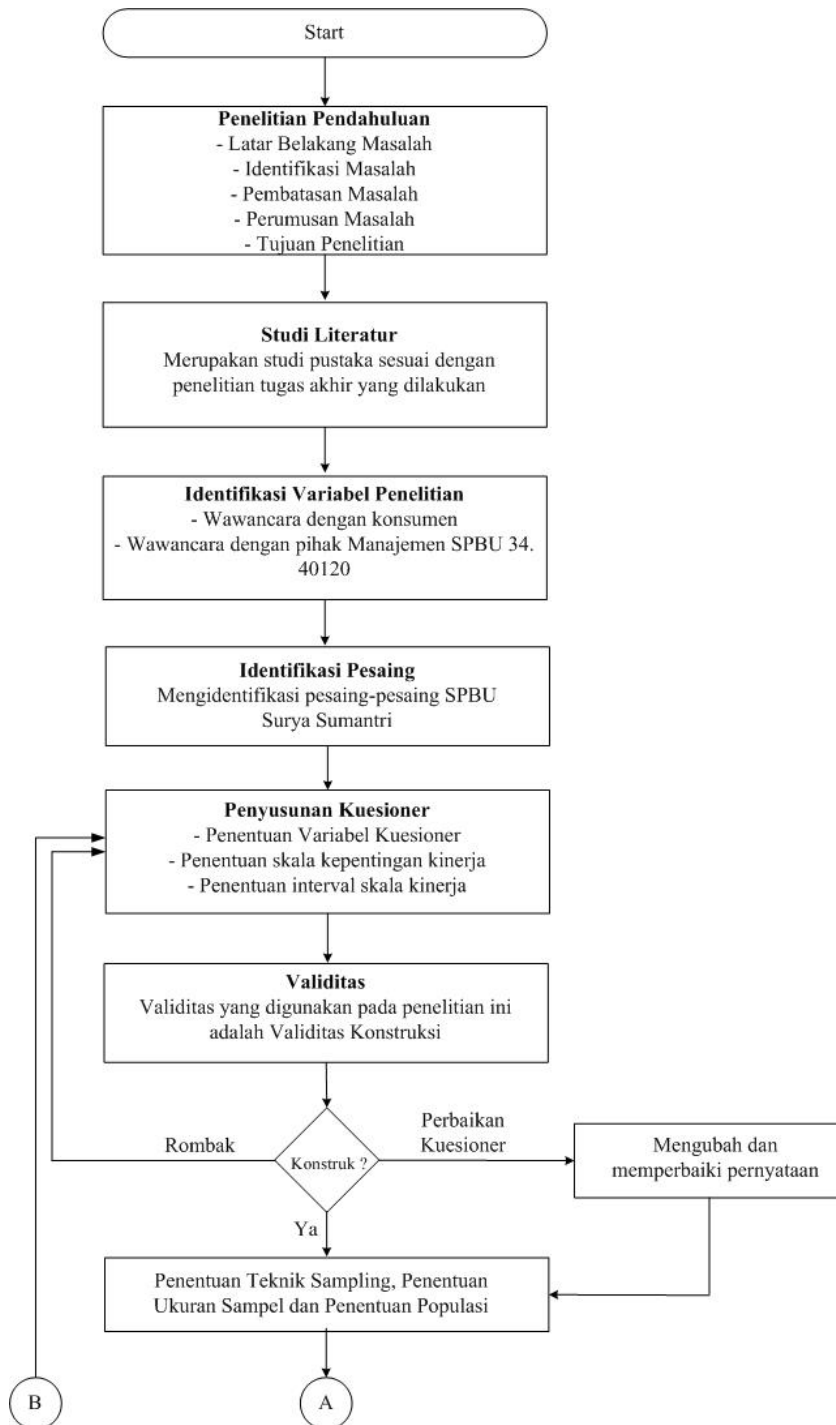 Start
Penelitian Pendahuluan
- Latar Belakang Masalah
- Identifikasi Masalah
- Pembatasan Masalah
- Perumusan Masalah
- Tujuan Penelitian
Studi Literatur
Merupakan studi pustaka sesuai dengan
penelitian tugas akhir yang dilakukan
Identifikasi Variabel Penelitian
- Wawancara dengan konsumen
- Wawancara dengan pihak Manajemen SPBU 34.
40120
Identifikasi Pesaing
Mengidentifikasi pesaing-pesaing SPBU
Surya Sumantri
Penyusunan Kuesioner
- Penentuan Variabel Kuesioner
- Penentuan skala kepentingan kinerja
- Penentuan interval skala kinerja
Validitas
Validitas yang digunakan pada penelitian ini
adalah Validitas Konstruksi
Rombak
Konstruk ?
Perbaikan
Kuesioner
Mengubah dan
memperbaiki pernyataan
Ya
Penentuan Teknik Sampling, Penentuan
Ukuran Sampel dan Penentuan Populasi
B
A